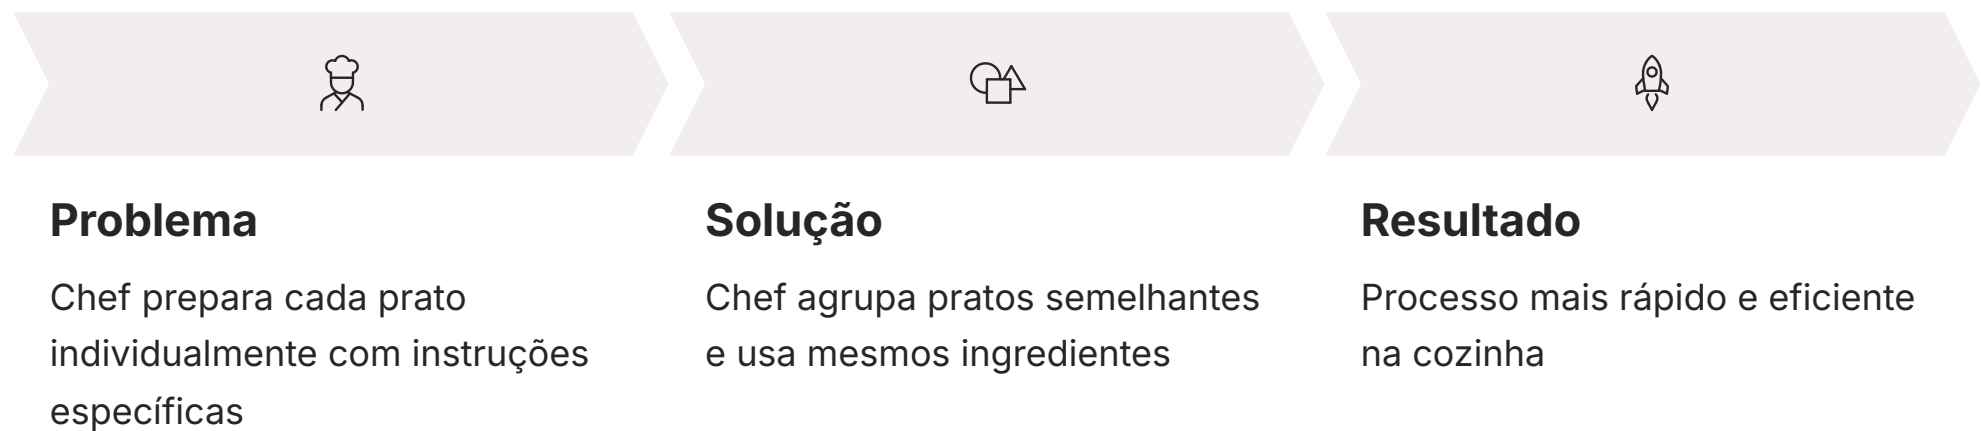 Problema
Chef prepara cada prato
individualmente com instruções
específicas
Solução
Chef agrupa pratos semelhantes
e usa mesmos ingredientes
Resultado
Processo mais rápido e eficiente
na cozinha